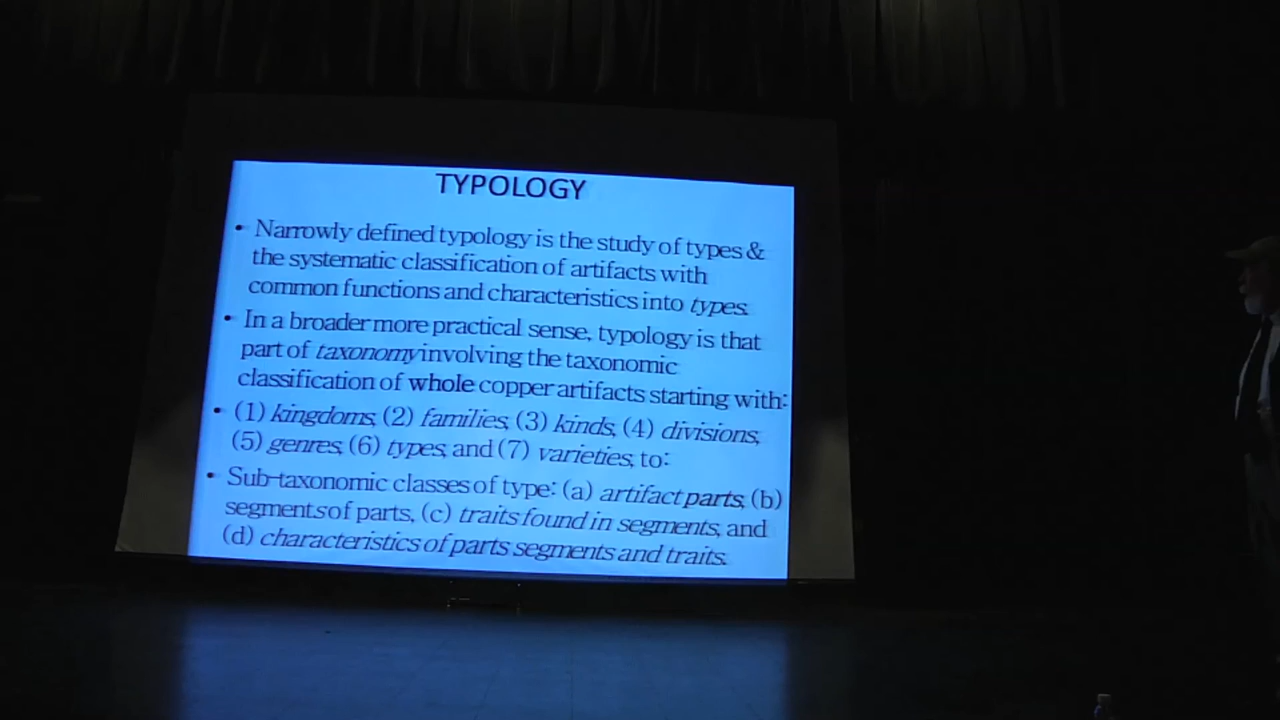 TYPOLOGY
• Narrowly defined typology is the study of types &
the systematic classification of artifacts with
common functions and characteristics into types.
• In a broader more practical sense, typology is that
part of taxonomy involving the taxonomic
classification of whole copper artifacts starting with:
• (1) kingdoms, (2) families, (3) kinds, (4) divisions,
(5) genres, (6) types, and (7) varieties, to:
• Sub-taxonomic classes of type: (a) artifact parts, (b)
segments of parts, (c) traits found in segments, and
(d) characteristics of parts segments and traits.